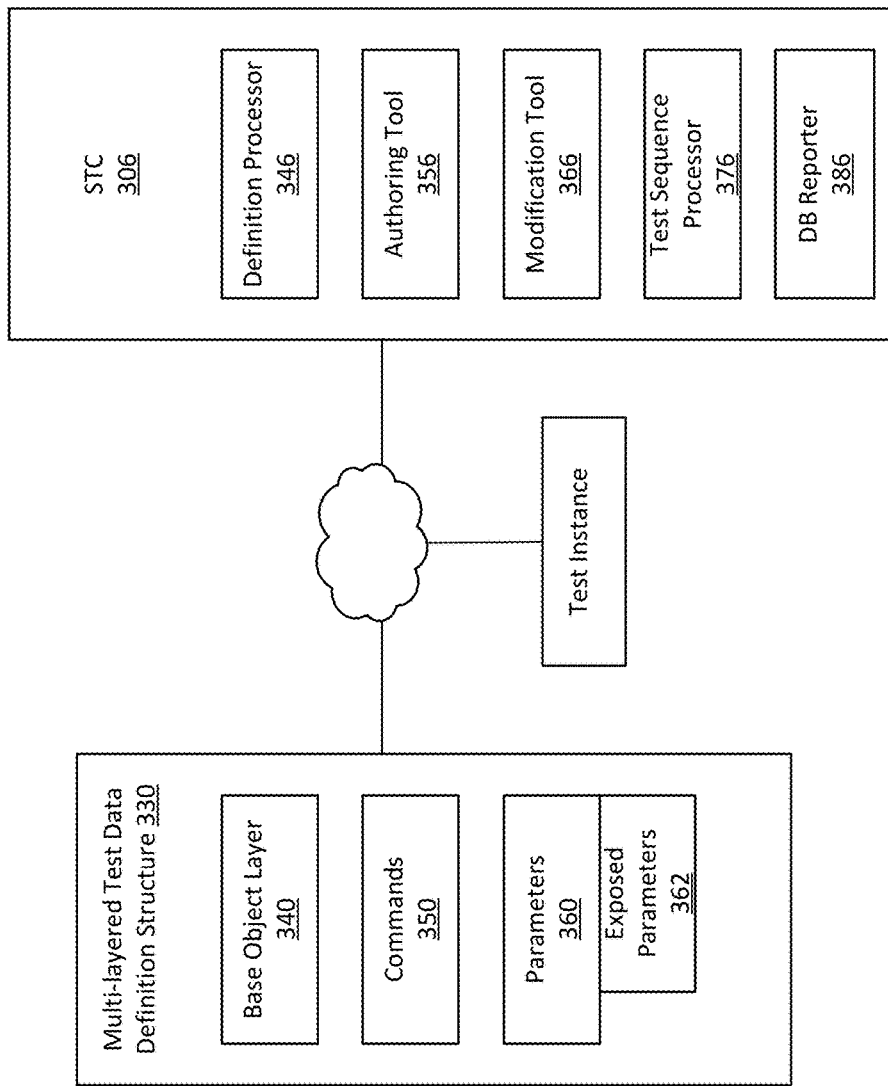 Multi-layered Test Data
Definition Structure 330
Base Object Layer
340
Commands
350
Parameters
360
Exposed
Parameters
362
Test Instance
STC
306
Definition Processor
346
Authoring Tool
356
Modification Tool
366
Test Sequence
Processor
376
DB Reporter
386